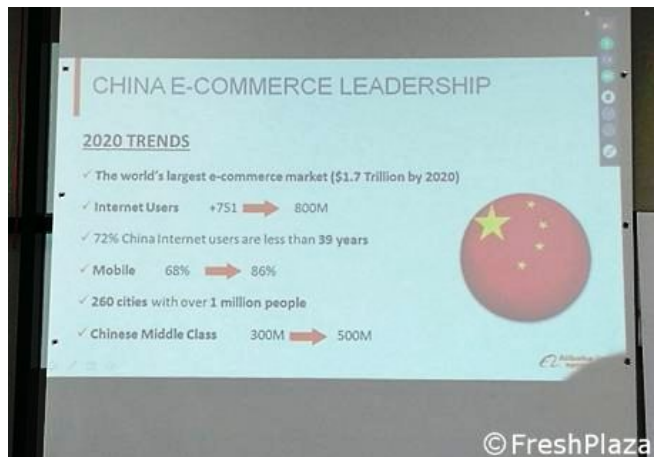 CHINA E-COMMERCE LEADERSHIP
2020 TRENDS
✓ The world's largest e-commerce market ($1.7 Trillion by 2020)
✓ Internet Users +751 800M
✓ 72% China Internet users are less than 39 years
✓ Mobile 68% 86%
✓ 260 cities with over 1 million people
✓ Chinese Middle Class 300M 500M
©FreshPlaza